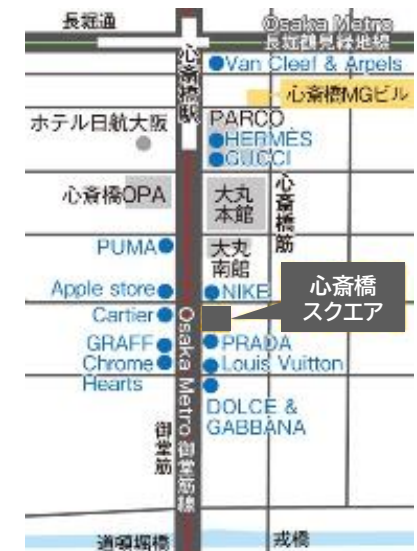 長堀通
Osaka Metro
長堀鶴見緑地線
心斎橋駅
Van Cleef & Arpels
心斎橋MGビル
ホテル日航大阪
PARCO
HERMÈS
GUCCI
心斎橋筋
心斎橋OPA
大丸
本館
PUMA
大丸
南館
Apple store
NIKE
心斎橋
スクエア
Cartier
Osaka Metro 御堂筋線
GRAFF
PRADA
Chrome
Hearts
Louis Vuitton
DOLCE &
GABBANA
御堂筋
道頓堀橋
戎橋